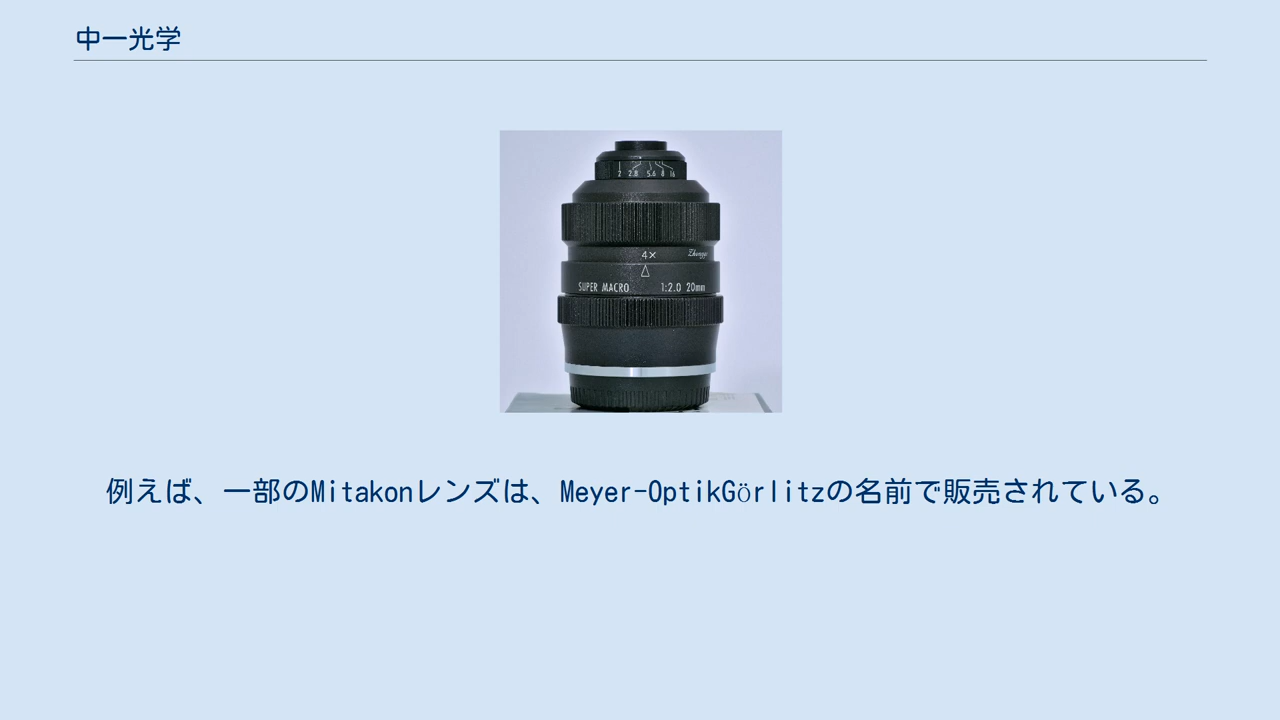 中一光学
2 2.8 5.6 8 16
4×
SUPER MACRO 1:2.0 20mm
例えば、一部のMitakonレンズは、Meyer-OptikGörlitzの名前で販売されている。